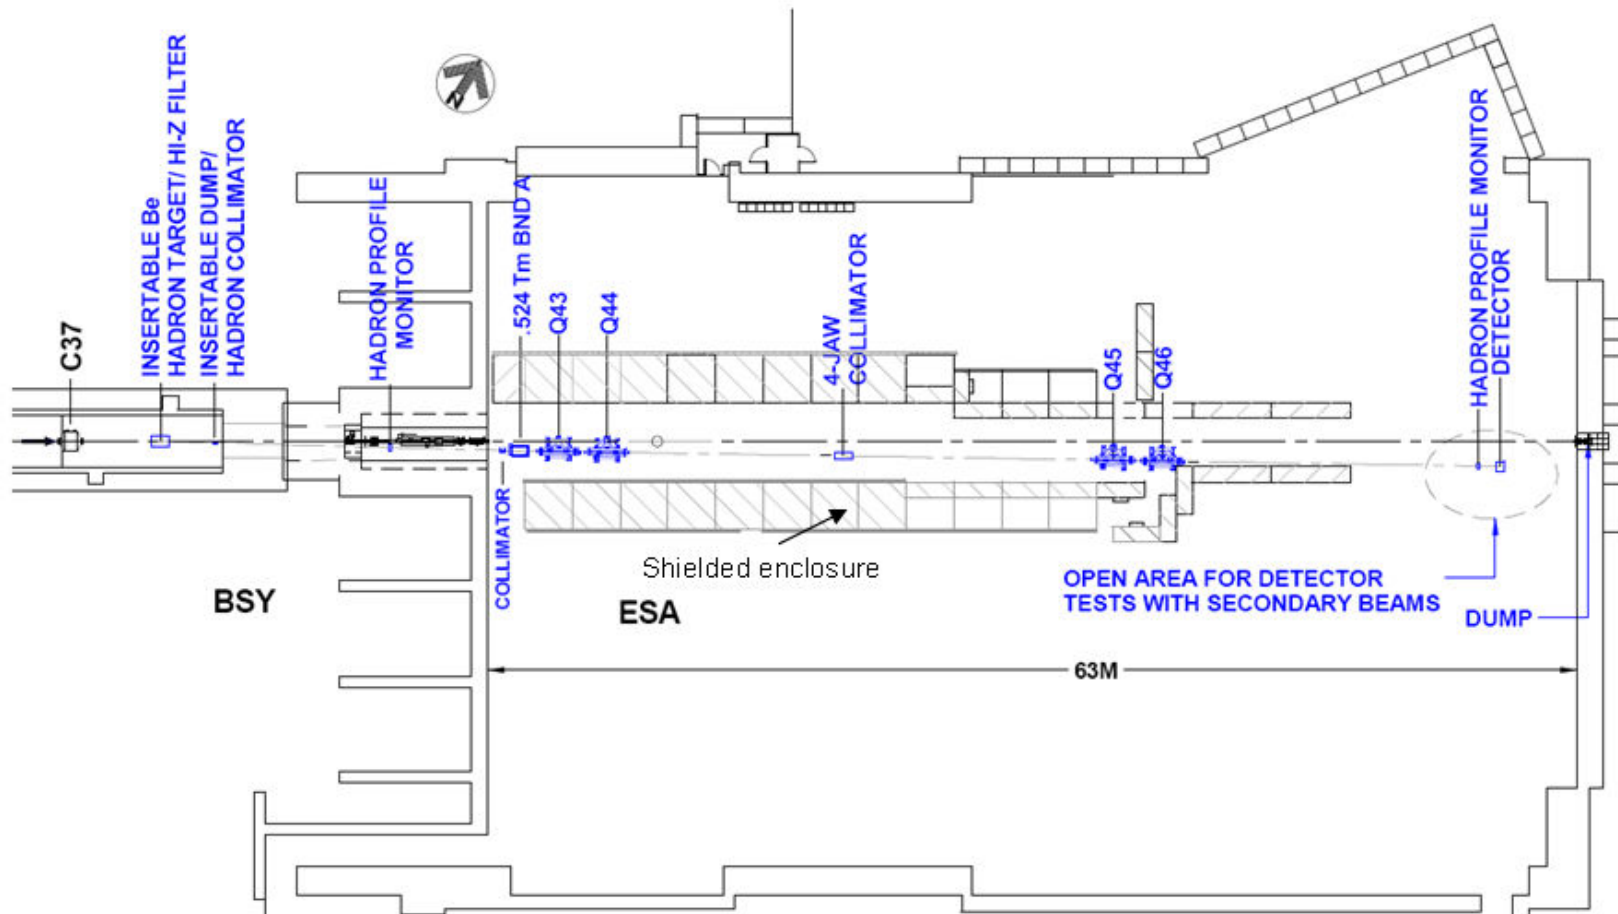 N
C37
INSERTABLE Be
HADRON TARGET/ HI-Z FILTER
INSERTABLE DUMP/
HADRON COLLIMATOR
HADRON PROFILE
MONITOR
COLLIMATOR
.524 Tm BND A
Q43
Q44
4-JAW
COLLIMATOR
Q45
Q46
HADRON PROFILE MONITOR
DETECTOR
Shielded enclosure
BSY
ESA
OPEN AREA FOR DETECTOR
TESTS WITH SECONDARY BEAMS
DUMP
63M